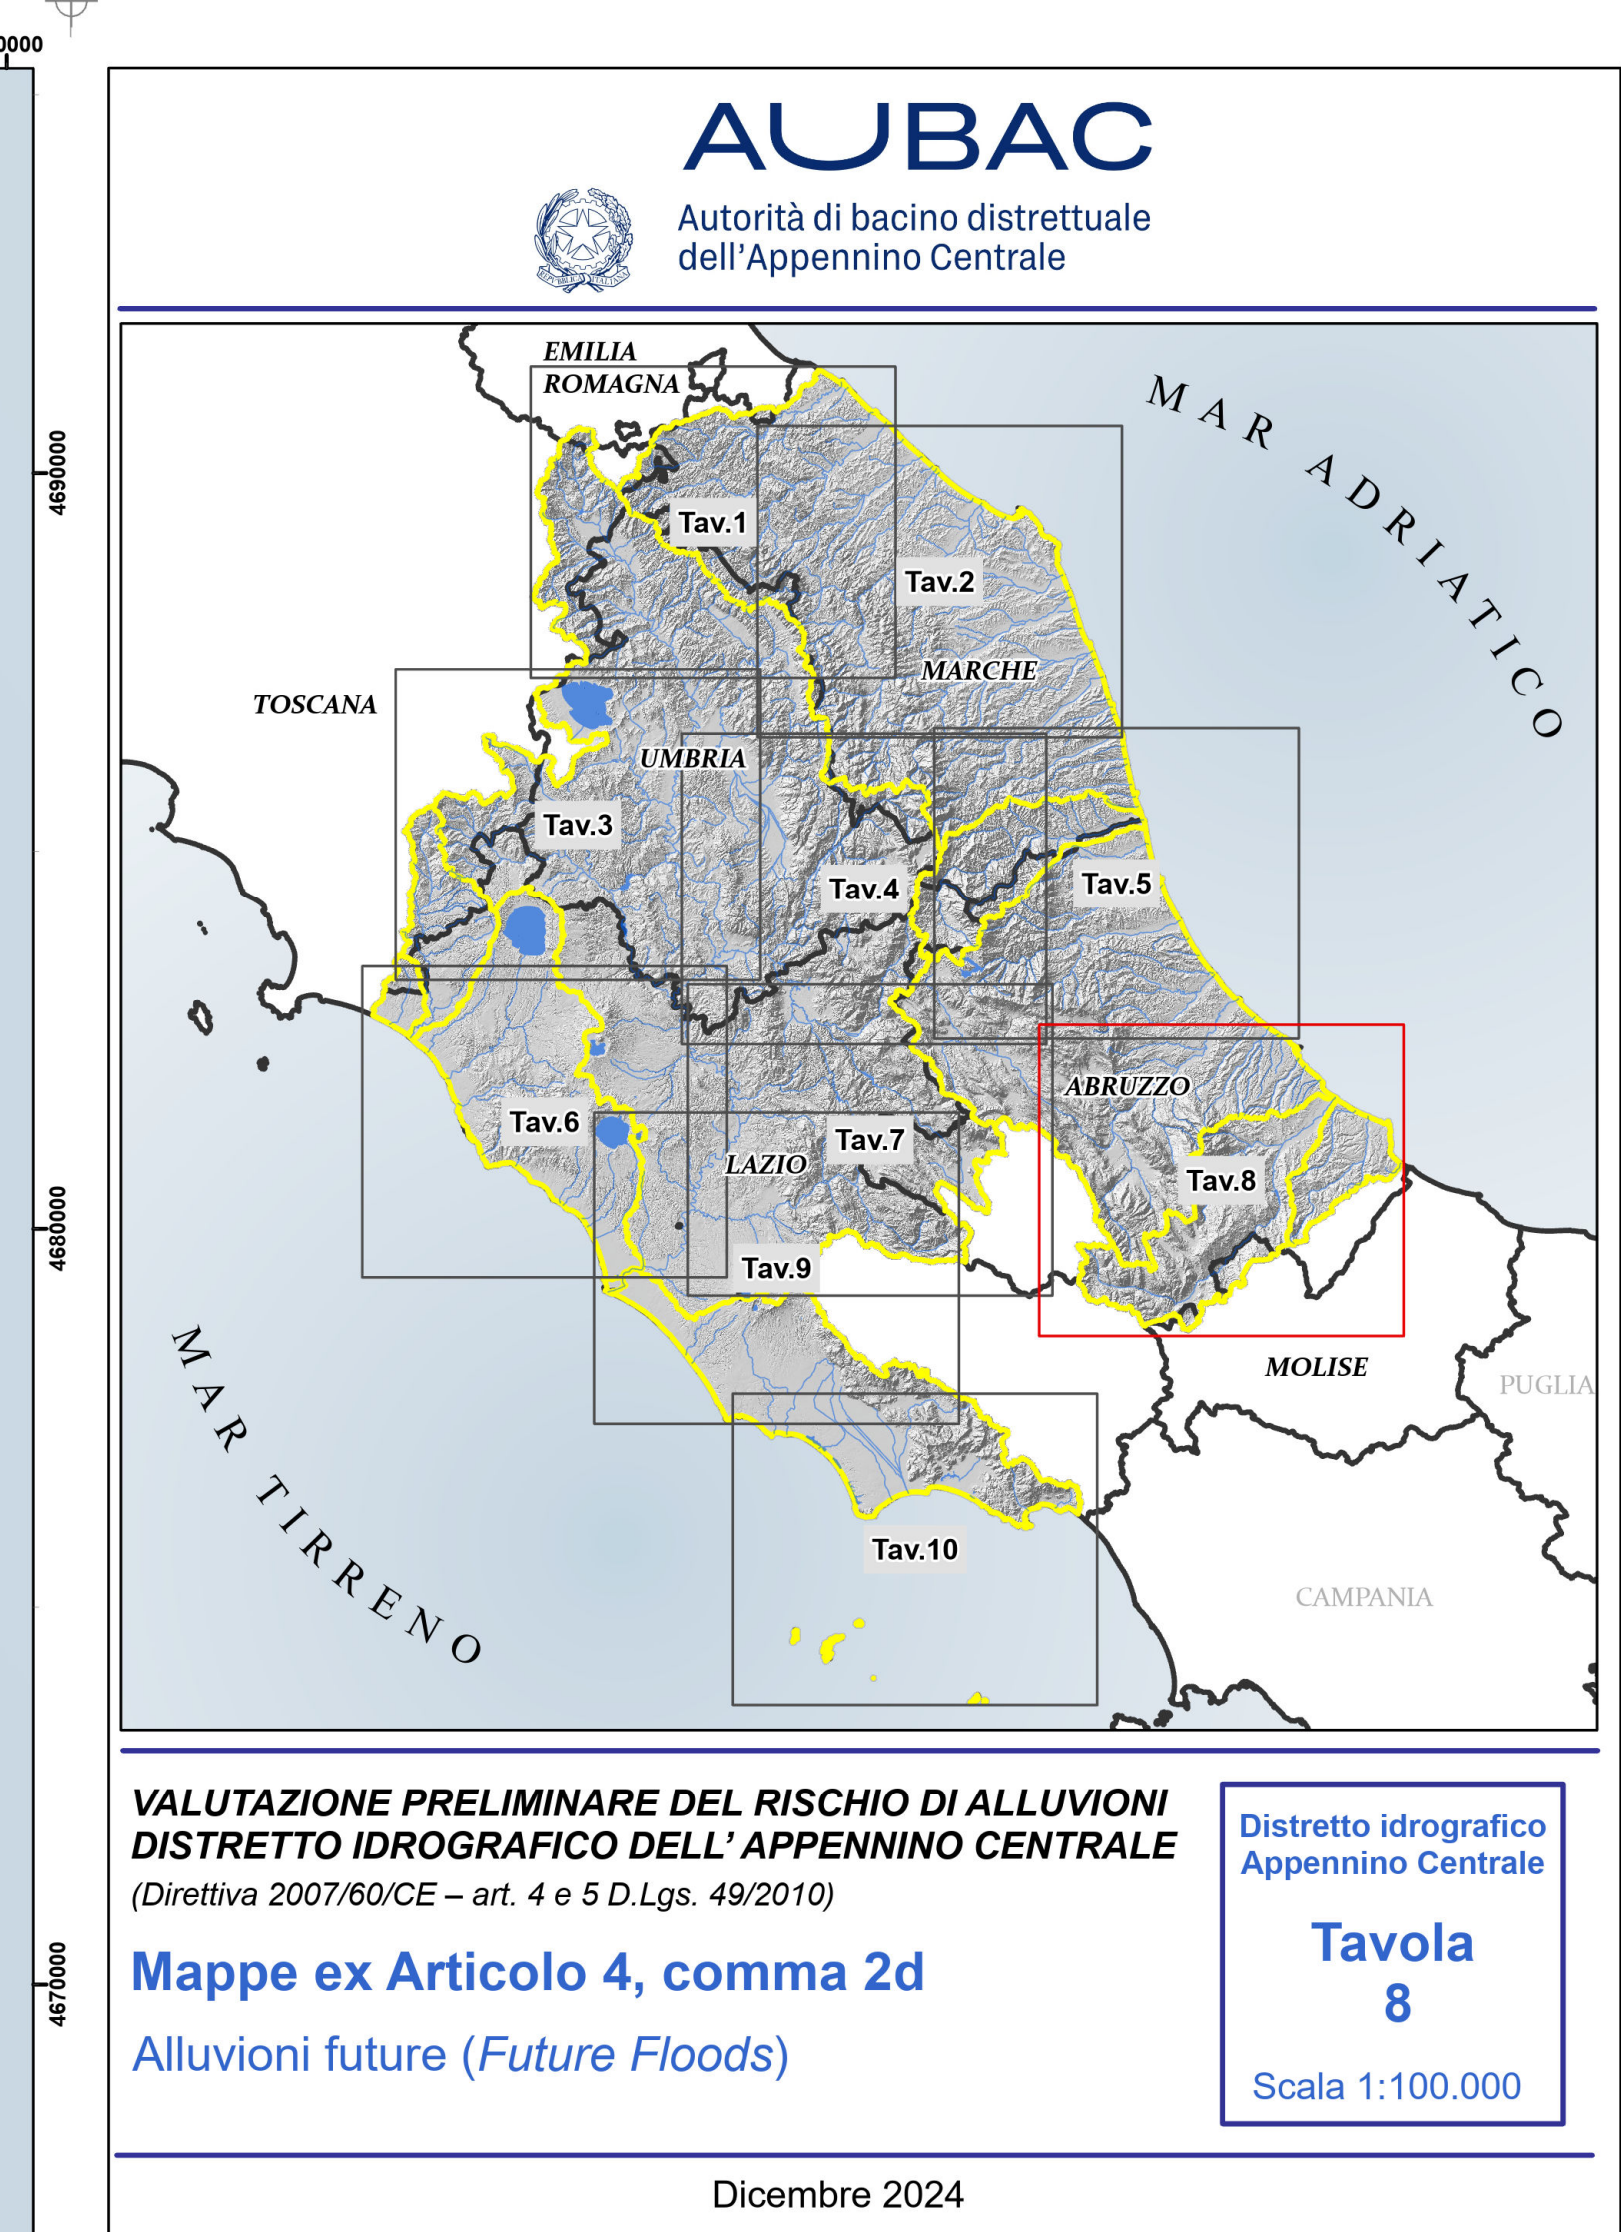 0000
AUBAC
Autorità di bacino distrettuale
dell'Appennino Centrale
REPVBBLICA ITALIANA
EMILIA
ROMAGNA
MAR ADRIATICO
4690000
Tav.1
Tav.2
MARCHE
TOSCANA
UMBRIA
Tav.3
Tav.4
Tav.5
ABRUZZO
Tav.6
Tav.7
LAZIO
Tav.8
4680000
Tav.9
MAR TIRRENO
MOLISE
PUGLIA
Tav.10
CAMPANIA
VALUTAZIONE PRELIMINARE DEL RISCHIO DI ALLUVIONI
DISTRETTO IDROGRAFICO DELL' APPENNINO CENTRALE
(Direttiva 2007/60/CE – art. 4 e 5 D.Lgs. 49/2010)
Mappe ex Articolo 4, comma 2d
Alluvioni future (Future Floods)
Distretto idrografico
Appennino Centrale
Tavola
8
Scala 1:100.000
4670000
Dicembre 2024